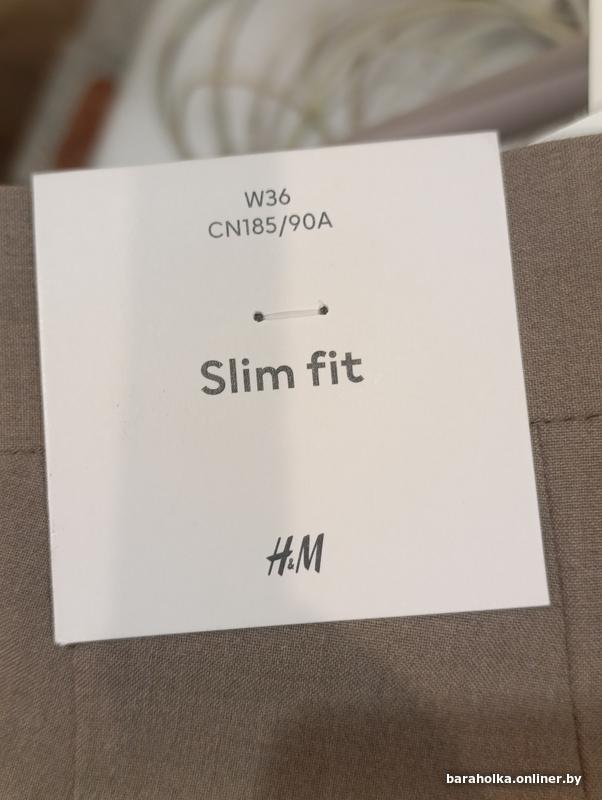 W36
CN185/90A
Slim fit
H&M
baraholka.onliner.by